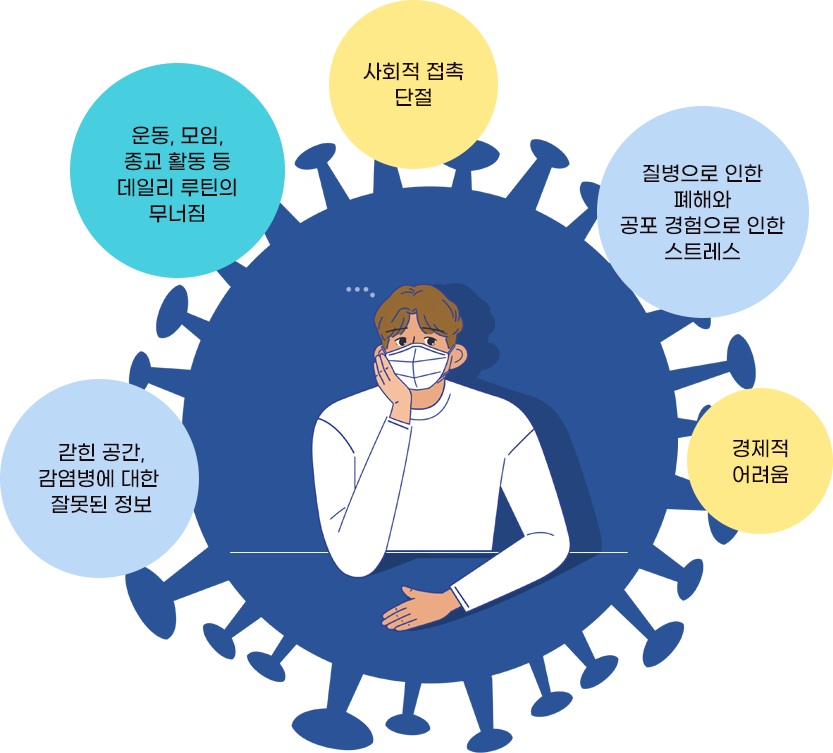 사회적 접촉
단절
운동, 모임,
종교 활동 등
데일리 루틴의
무너짐
질병으로 인한
폐해와
공포 경험으로 인한
스트레스
갇힌 공간,
감염병에 대한
잘못된 정보
경제적
어려움